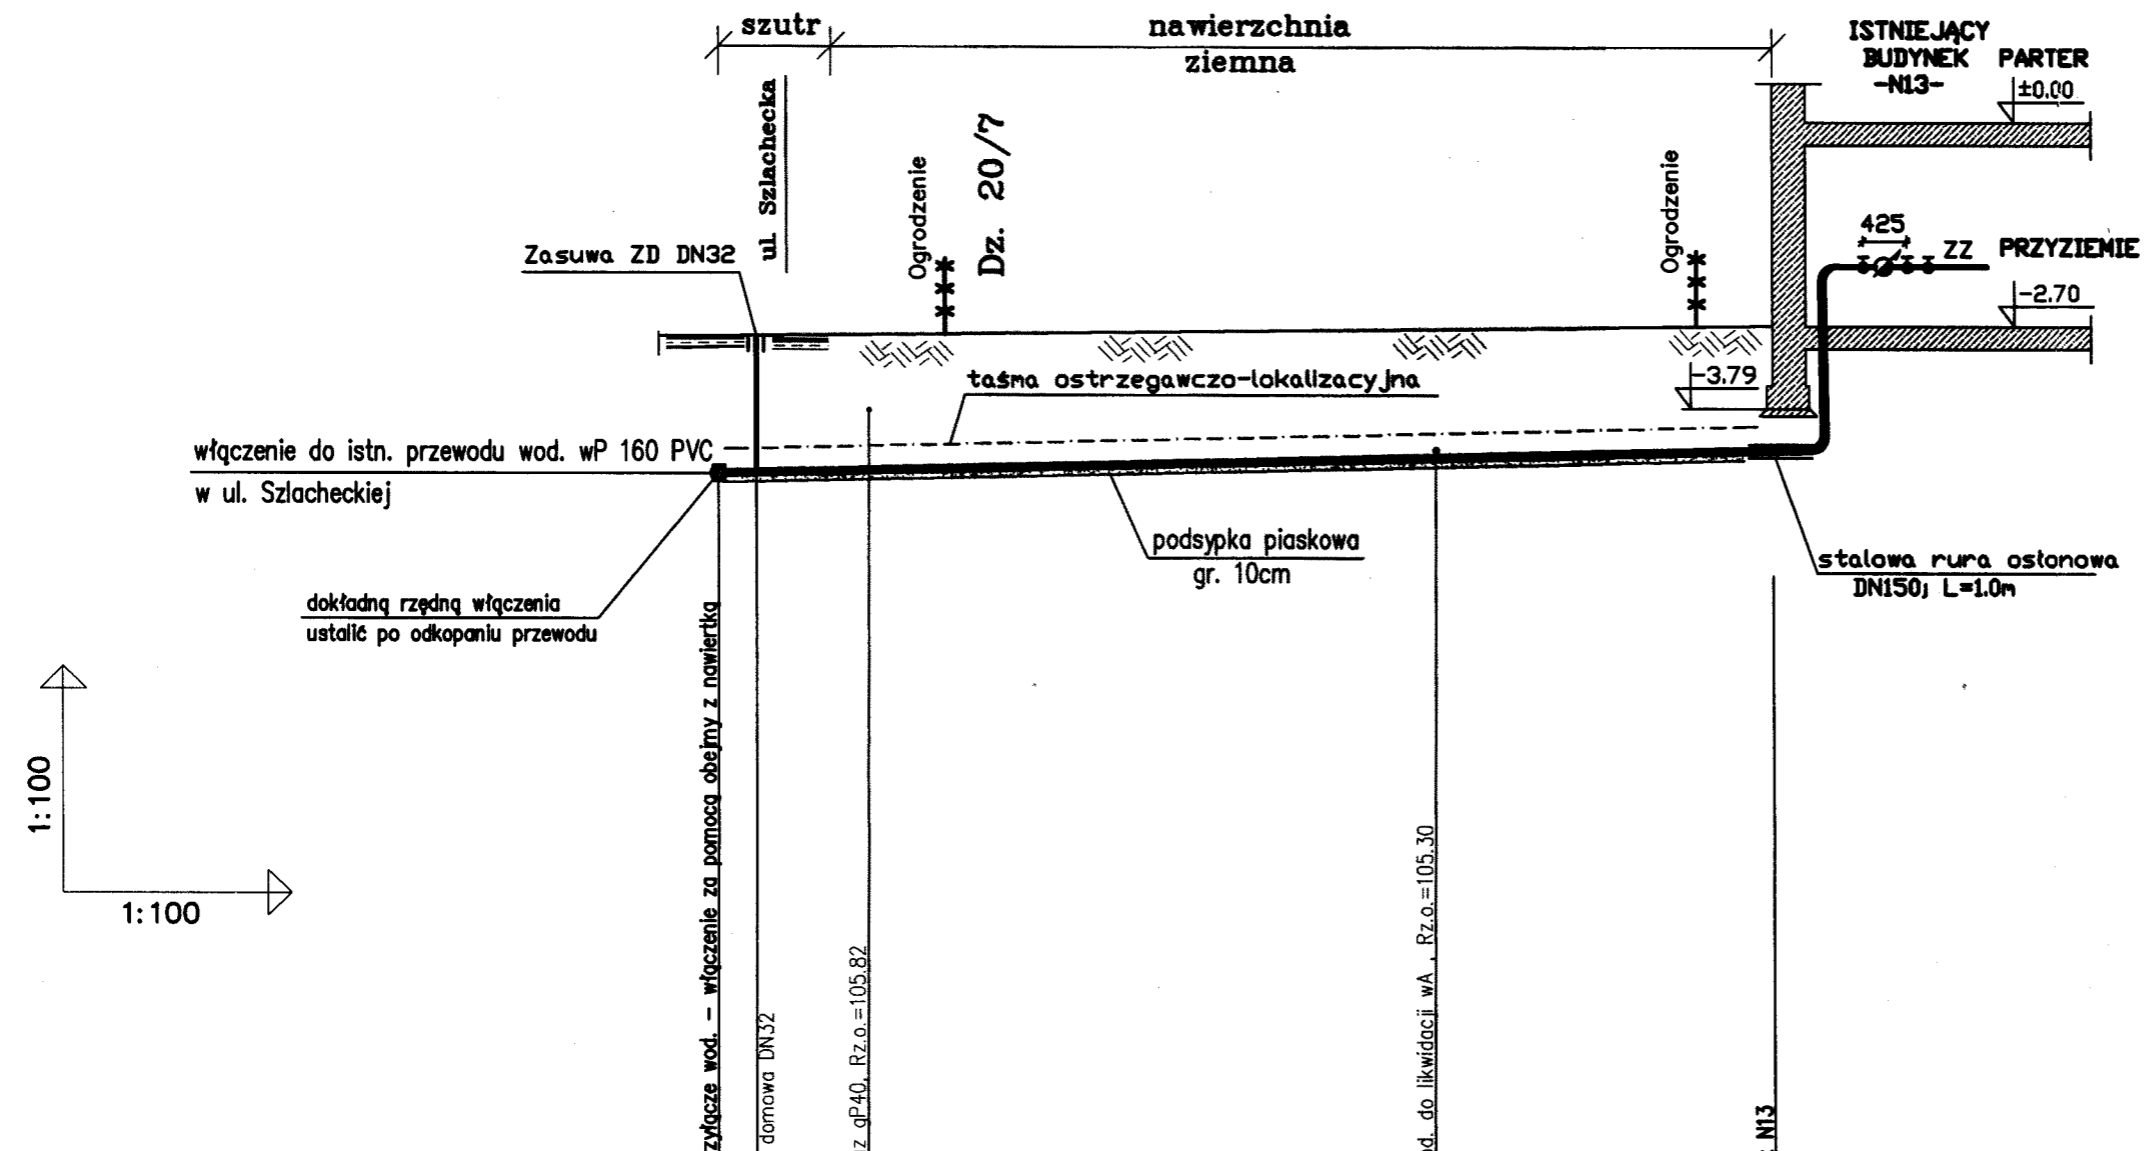 szutr
nawierzchnia
ziemna
ISTNIEJĄCY
BUDYNEK
-N13-
PARTER
±0.00
ul. Szlachecka
Ogrodzenie
Dz. 20/7
Ogrodzenie
425
ZZ
PRZYZIEMIE
-2.70
Zasuwa ZD DN32
taśma ostrzegawczo-lokalizacyjna
-3.79
włączenie do istn. przewodu wod. wP 160 PVC
w ul. Szlacheckiej
podsypka piaskowa
gr. 10cm
stalowa rura osłonowa
DN150; L=1.0m
dokładną rzędną włączenia
ustalić po odkopaniu przewodu
1:100
1:100
wod. – włączenie za pomocą obejmy z nawiertką
domowa DN32
gP40, Rz.o.=105.82
do likwidacji wA , Rz.o.=105.30
N13